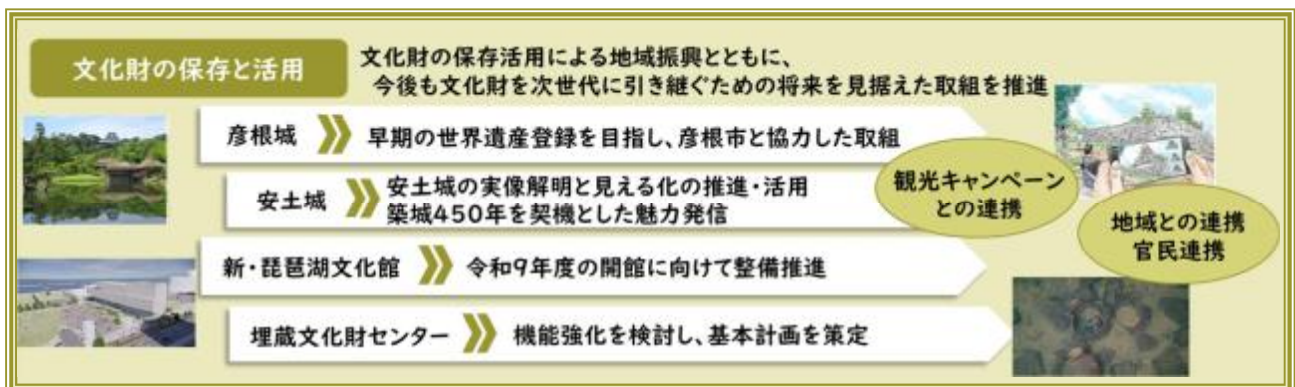 文化財の保存と活用
文化財の保存活用による地域振興とともに、
今後も文化財を次世代に引き継ぐための将来を見据えた取組を推進
彦根城
早期の世界遺産登録を目指し、彦根市と協力した取組
安土城
安土城の実像解明と見える化の推進・活用
築城450年を契機とした魅力発信
観光キャンペーン
との連携
地域との連携
官民連携
新・琵琶湖文化館
令和9年度の開館に向けて整備推進
埋蔵文化財センター
機能強化を検討し、基本計画を策定